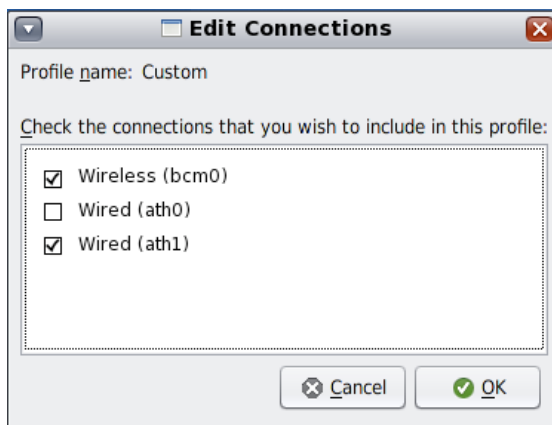 Edit Connections
Profile name: Custom
Check the connections that you wish to include in this profile:
Wireless (bcm0)
Wired (ath0)
Wired (ath1)
Cancel OK